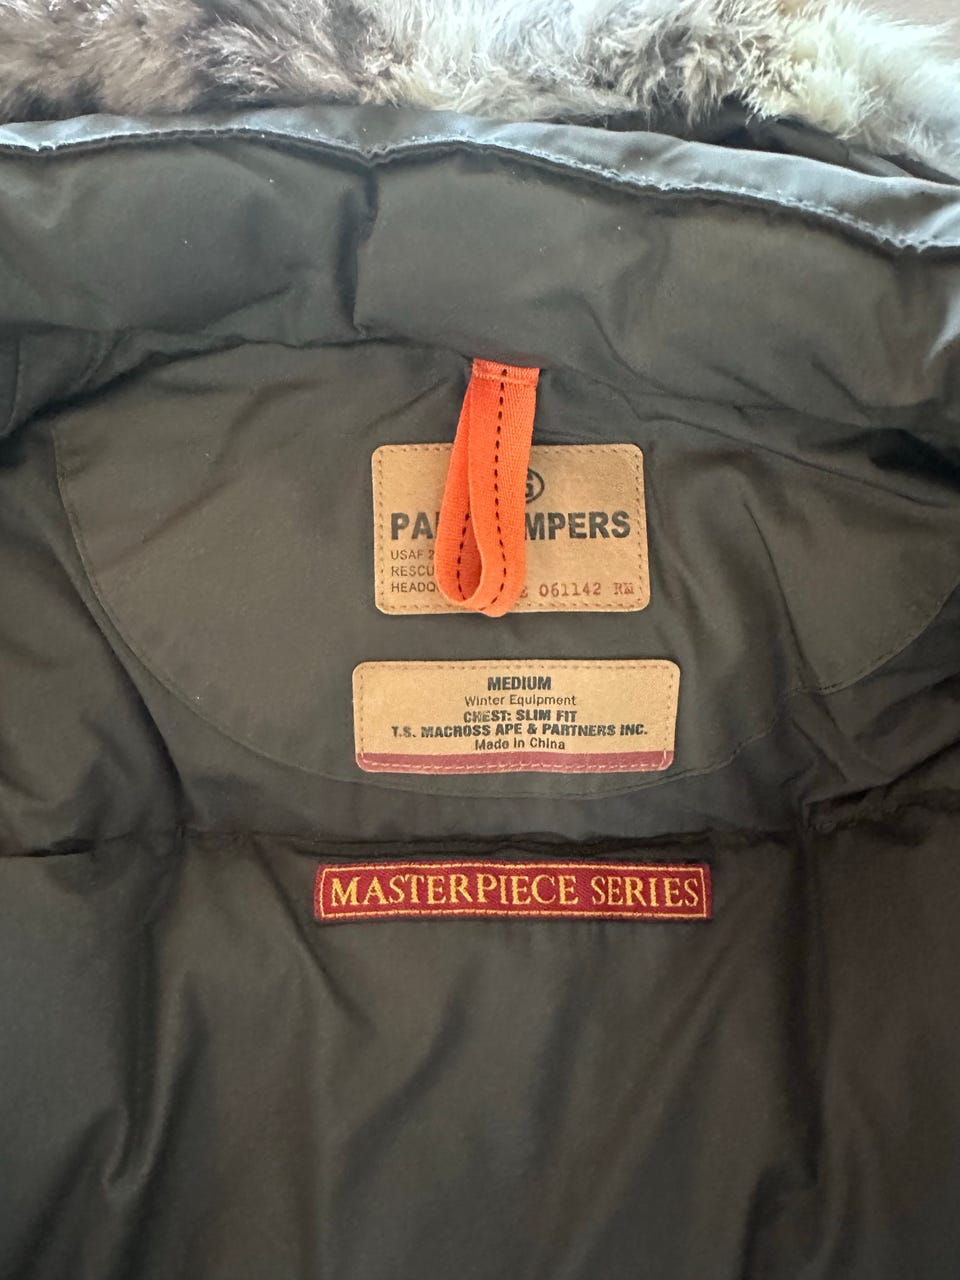 PA MPERS
USAF 2
RESCU
HEADQ E 061142 RM
MEDIUM
Winter Equipment
CHEST: SLIM FIT
T.S. MACROSS APE & PARTNERS INC.
Made in China
MASTERPIECE SERIES